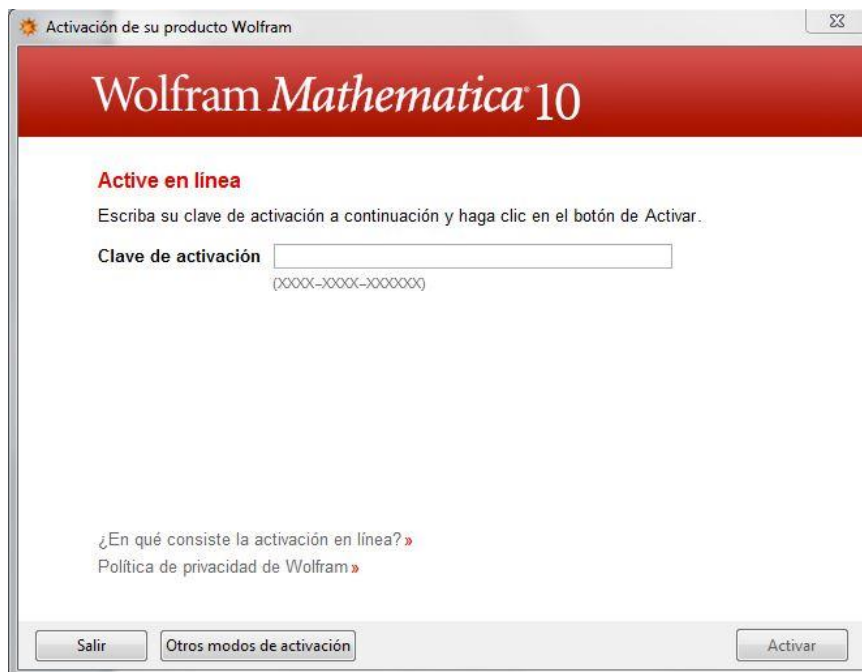 Activación de su producto Wolfram
Wolfram Mathematica® 10
Active en línea
Escriba su clave de activación a continuación y haga clic en el botón de Activar.
Clave de activación
(XXXX-XXXX-XXXXXX)
¿En qué consiste la activación en línea? »
Política de privacidad de Wolfram »
Salir Otros modos de activación Activar